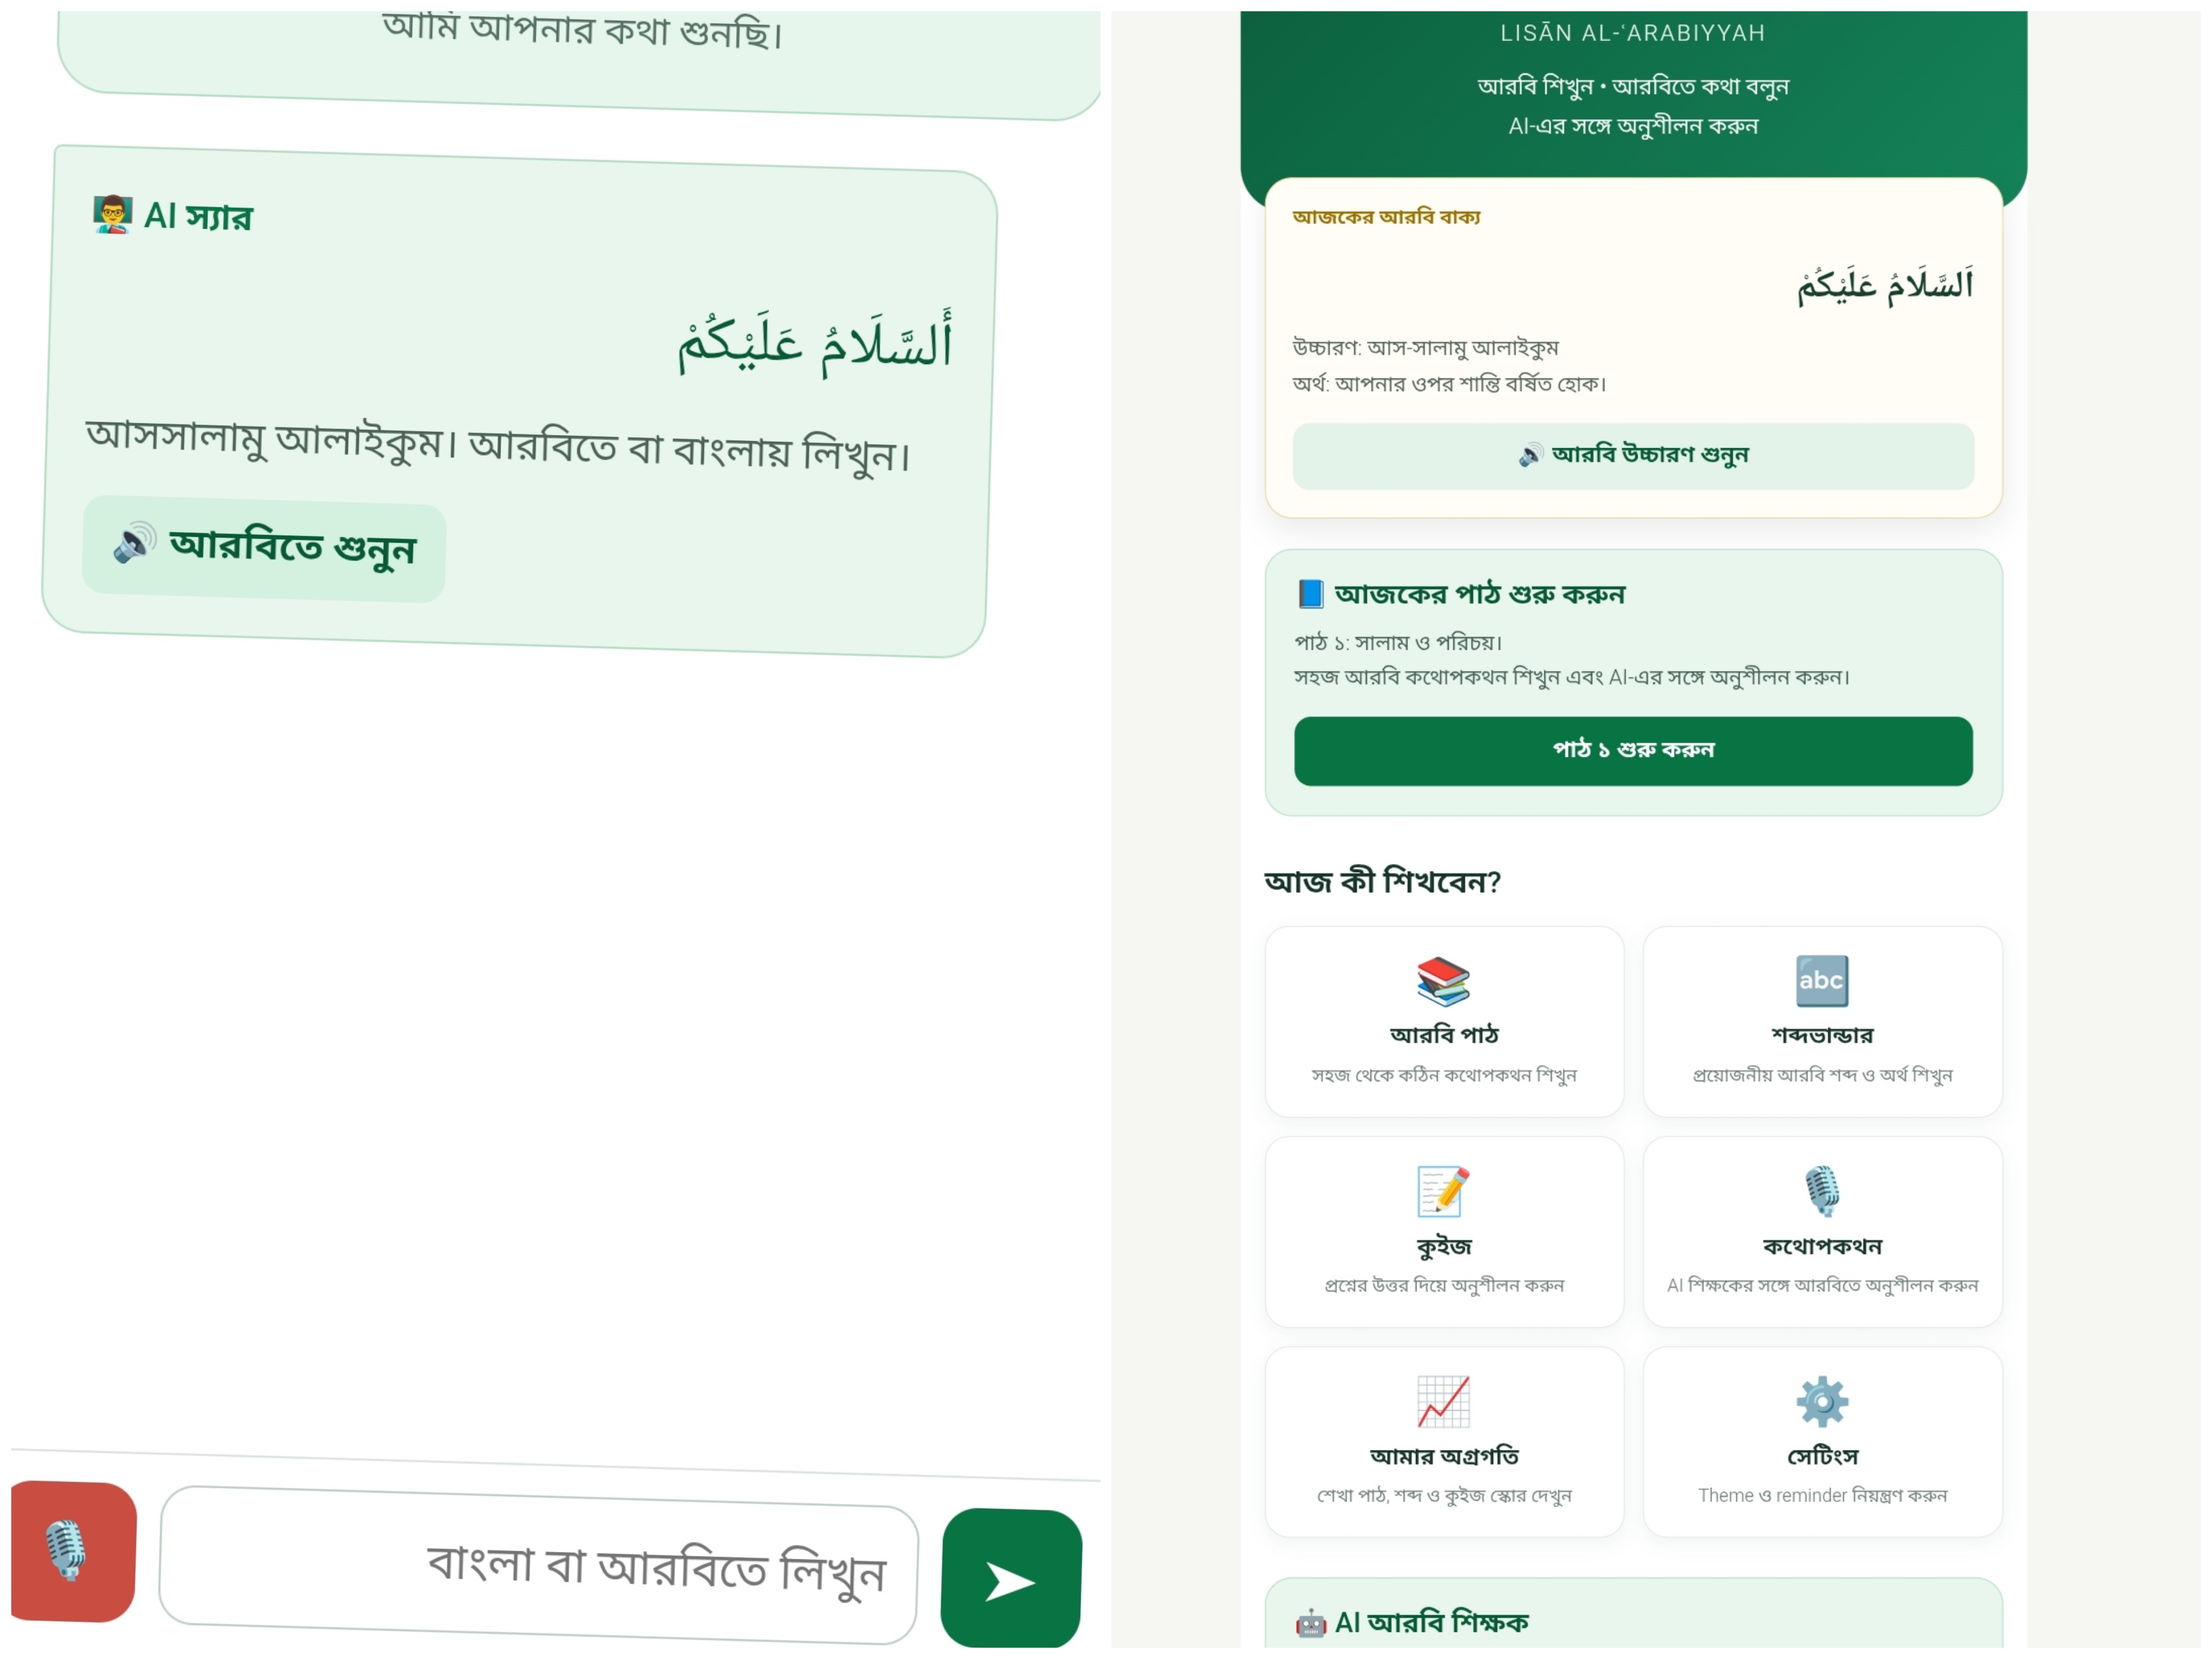 আমি আপনার কথা শুনছি।
AI স্যার
أَلسَّلَامُ عَلَيْكُمْ
আসসালামু আলাইকুম। আরবিতে বা বাংলায় লিখুন।
আরবিতে শুনুন
বাংলা বা আরবিতে লিখুন
LISĀN AL-ʿARABIYYAH
আরবি শিখুন • আরবিতে কথা বলুন
AI-এর সঙ্গে অনুশীলন করুন
আজকের আরবি বাক্য
اَلسَّلَامُ عَلَيْكُمْ
উচ্চারণ: আস-সালামু আলাইকুম
অর্থ: আপনার ওপর শান্তি বর্ষিত হোক।
আরবি উচ্চারণ শুনুন
আজকের পাঠ শুরু করুন
পাঠ ১: সালাম ও পরিচয়।
সহজ আরবি কথোপকথন শিখুন এবং AI-এর সঙ্গে অনুশীলন করুন।
পাঠ ১ শুরু করুন
আজ কী শিখবেন?
আরবি পাঠ
সহজ থেকে কঠিন কথোপকথন শিখুন
abc
শব্দভান্ডার
প্রয়োজনীয় আরবি শব্দ ও অর্থ শিখুন
কুইজ
প্রশ্নের উত্তর দিয়ে অনুশীলন করুন
কথোপকথন
AI শিক্ষকের সঙ্গে আরবিতে অনুশীলন করুন
আমার অগ্রগতি
শেখা পাঠ, শব্দ ও কুইজ স্কোর দেখুন
সেটিংস
Theme ও reminder নিয়ন্ত্রণ করুন
AI আরবি শিক্ষক